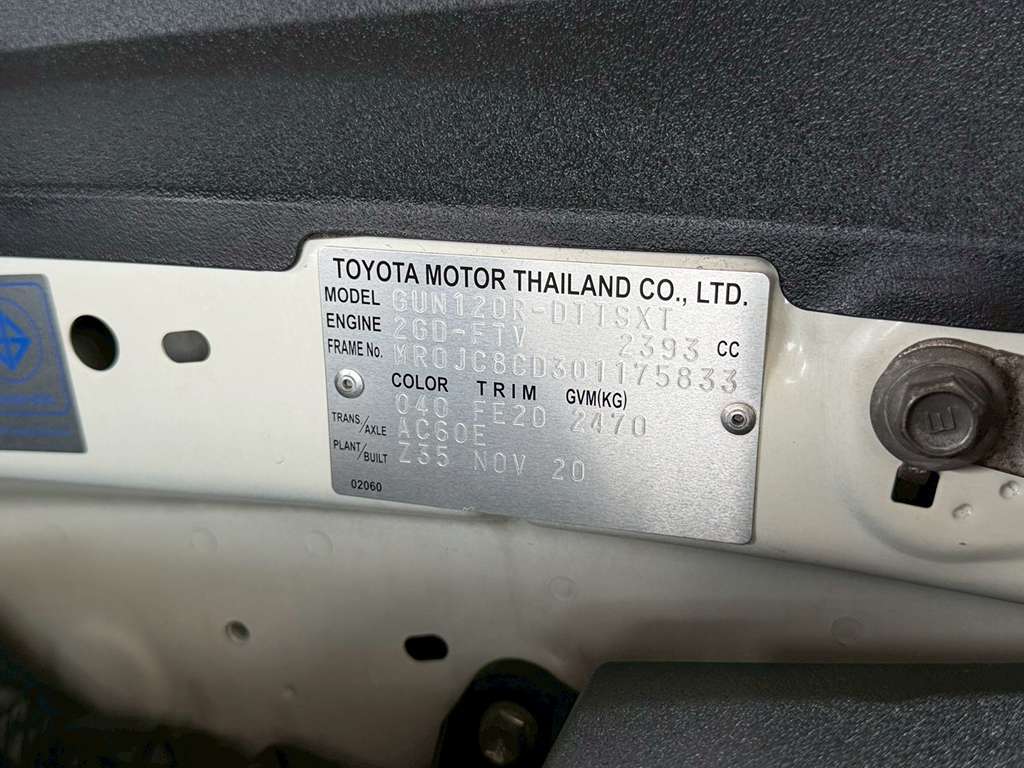 TOYOTA MOTOR THAILAND CO., LTD.
MODEL GUN120R-DTTSXT
ENGINE 2GD-FTV 2393 CC
FRAME No. MR0JC8CD301175833
COLOR TRIM GVM(KG)
040 FE20 2470
TRANS/AXLE AC60E
PLANT/BUILT Z35 NOV 20
02060